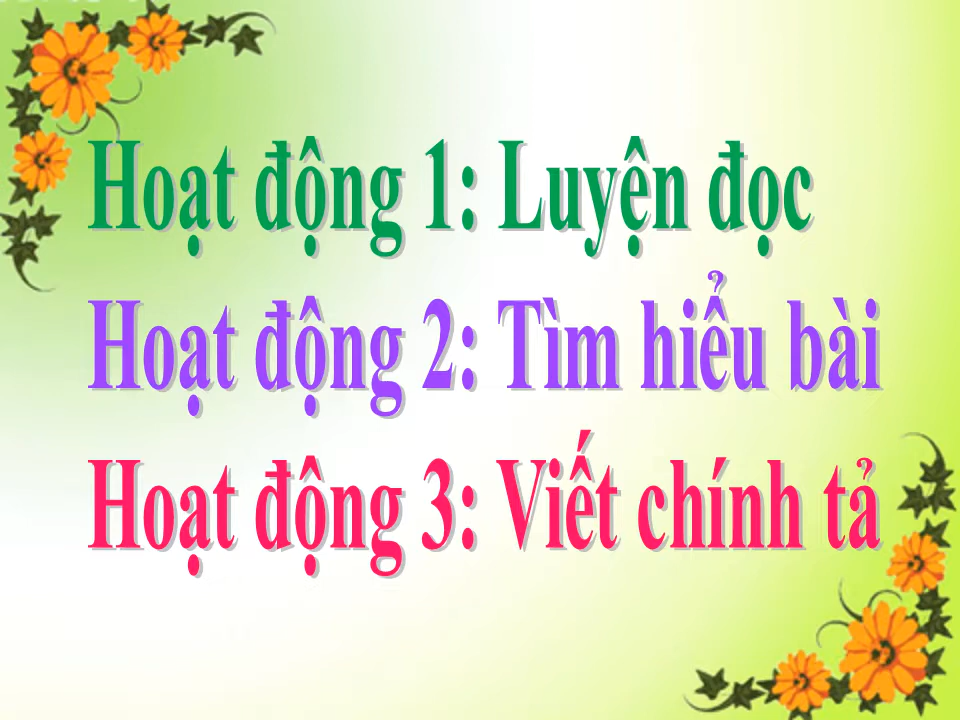 Hoạt động 1: Luyện đọc
Hoạt động 2: Tìm hiểu bài
Hoạt động 3: Viết chính tả